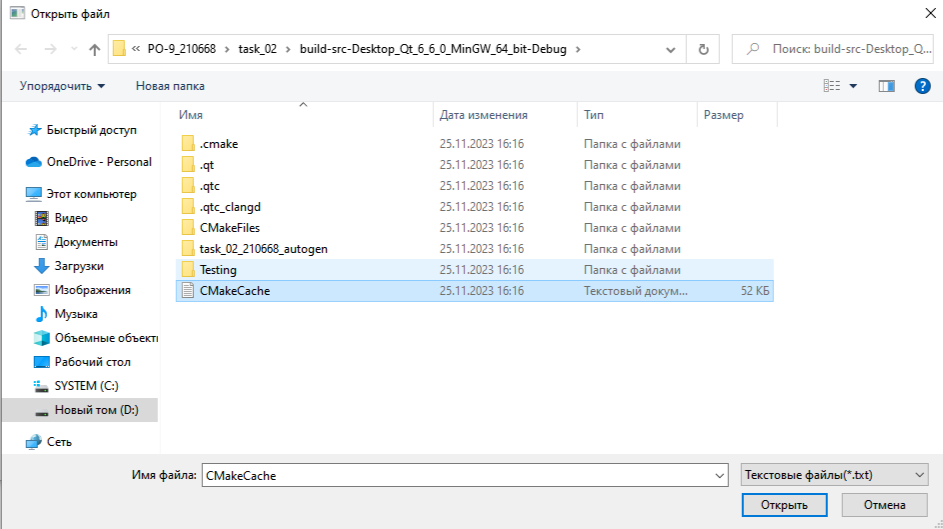 Открыть файл
« PO-9_210668 › task_02 › build-src-Desktop_Qt_6_6_0_MinGW_64_bit-Debug ›
Поиск: build-src-Desktop_Q...
Упорядочить Новая папка
Имя Дата изменения Тип Размер
Быстрый доступ
OneDrive - Personal
Этот компьютер
Видео
Документы
Загрузки
Изображения
Музыка
Объемные объекты
Рабочий стол
SYSTEM (C:)
Новый том (D:)
Сеть
.cmake 25.11.2023 16:16 Папка с файлами
.qt 25.11.2023 16:16 Папка с файлами
.qtc 25.11.2023 16:16 Папка с файлами
.qtc_clangd 25.11.2023 16:16 Папка с файлами
CMakeFiles 25.11.2023 16:16 Папка с файлами
task_02_210668_autogen 25.11.2023 16:16 Папка с файлами
Testing 25.11.2023 16:16 Папка с файлами
CMakeCache 25.11.2023 16:16 Текстовый докум... 52 КБ
Имя файла: CMakeCache Текстовые файлы(*.txt)
Открыть Отмена